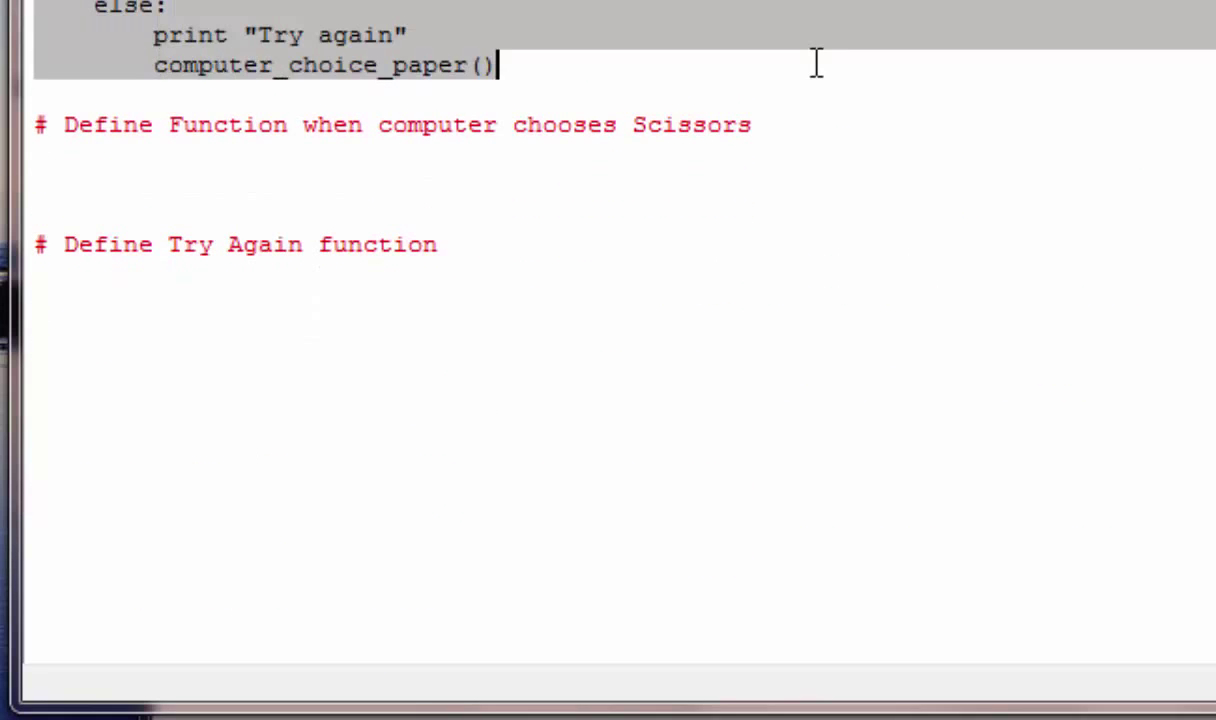 else:
print "Try again"
computer_choice_paper()
# Define Function when computer chooses Scissors
# Define Try Again function